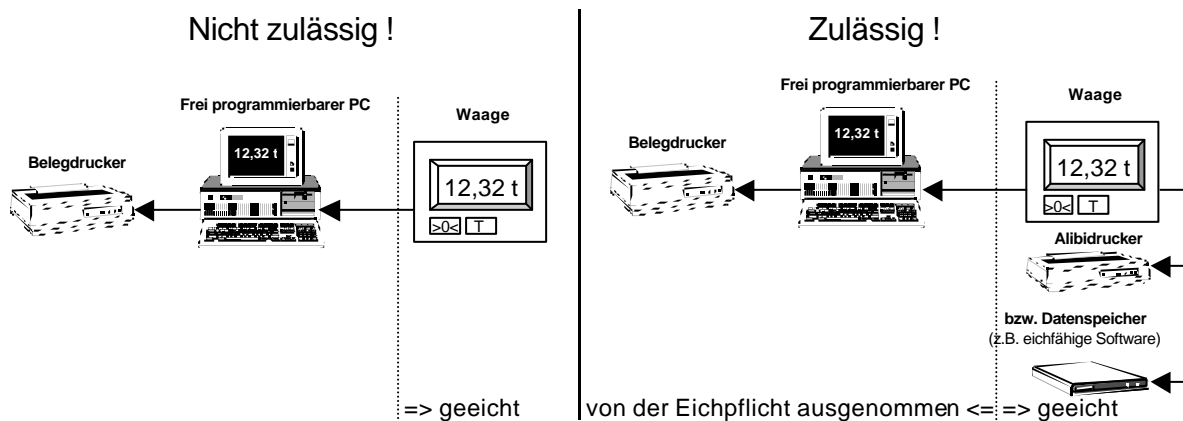 Nicht zulässig !
Frei programmierbarer PC
Waage
Belegdrucker
12,32 t
12,32 t
>0< T
=> geeicht
Zulässig !
Frei programmierbarer PC
Waage
Belegdrucker
12,32 t
12,32 t
>0< T
Alibidrucker
bzw. Datenspeicher
(z.B. eichfähige Software)
von der Eichpflicht ausgenommen <= => geeicht